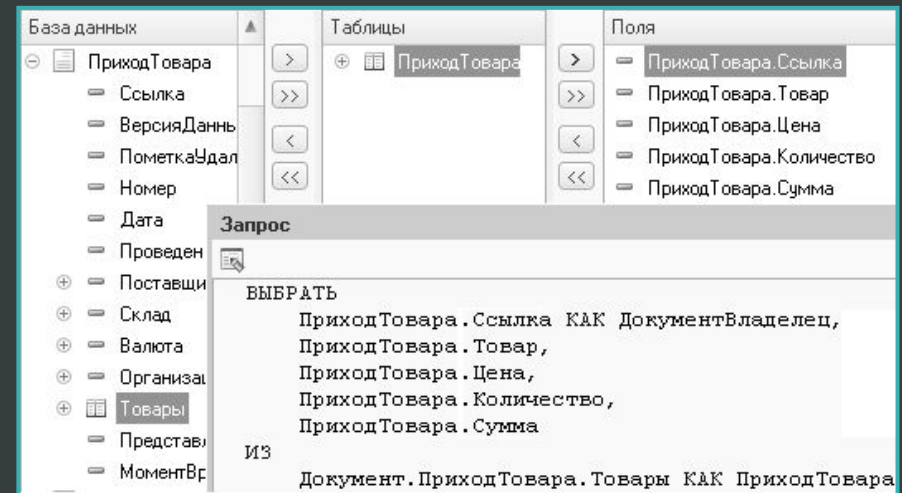 База данных
ПриходТовара
Ссылка
ВерсияДаннь
ПометкаУдал
Номер
Дата
Проведен
Поставщи
Склад
Валюта
Организац
Товары
Представл
МоментВр
Таблицы
ПриходТовара
Поля
ПриходТовара.Ссылка
ПриходТовара.Товар
ПриходТовара.Цена
ПриходТовара.Количество
ПриходТовара.Сумма
Запрос
ВЫБРАТЬ
ПриходТовара.Ссылка КАК ДокументВладелец,
ПриходТовара.Товар,
ПриходТовара.Цена,
ПриходТовара.Количество,
ПриходТовара.Сумма
ИЗ
Документ.ПриходТовара.Товары КАК ПриходТовара